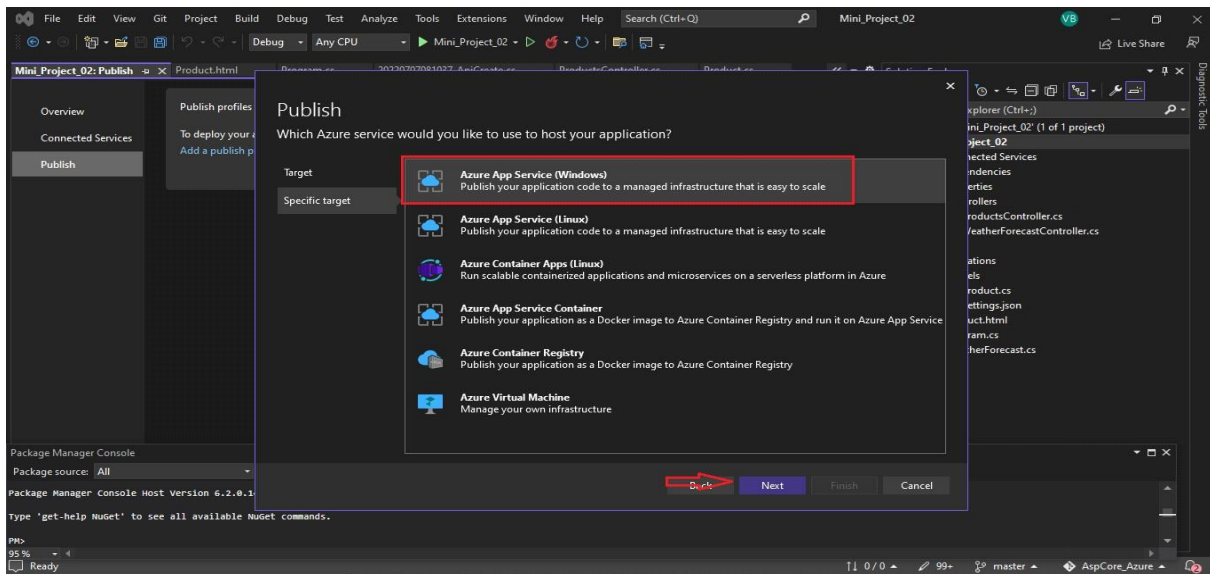 File Edit View Git Project Build Debug Test Analyze Tools Extensions Window Help Search (Ctrl+Q) Mini_Project_02 VB
Debug Any CPU Mini_Project_02 Live Share
Mini_Project_02: Publish Product.html Program.cs 20220707081037_ApiCreate.cs ProductsController.cs Product.cs
Diagnostic Tools
Overview
Connected Services
Publish
Publish profiles
To deploy your a
Add a publish p
Publish
Which Azure service would you like to use to host your application?
Target
Specific target
Azure App Service (Windows)
Publish your application code to a managed infrastructure that is easy to scale
Azure App Service (Linux)
Publish your application code to a managed infrastructure that is easy to scale
Azure Container Apps (Linux)
Run scalable containerized applications and microservices on a serverless platform in Azure
Azure App Service Container
Publish your application as a Docker image to Azure Container Registry and run it on Azure App Service
Azure Container Registry
Publish your application as a Docker image to Azure Container Registry
Azure Virtual Machine
Manage your own infrastructure
Back Next Finish Cancel
xplorer (Ctrl+;)
ini_Project_02' (1 of 1 project)
oject_02
nected Services
endencies
erties
rollers
roductsController.cs
/eatherForecastController.cs
ations
els
roduct.cs
ettings.json
uct.html
ram.cs
therForecast.cs
Package Manager Console
Package source: All
Package Manager Console Host Version 6.2.0.1
Type 'get-help NuGet' to see all available NuGet commands.
PM>
95 %
Ready 0 / 0 99+ master AspCore_Azure 2